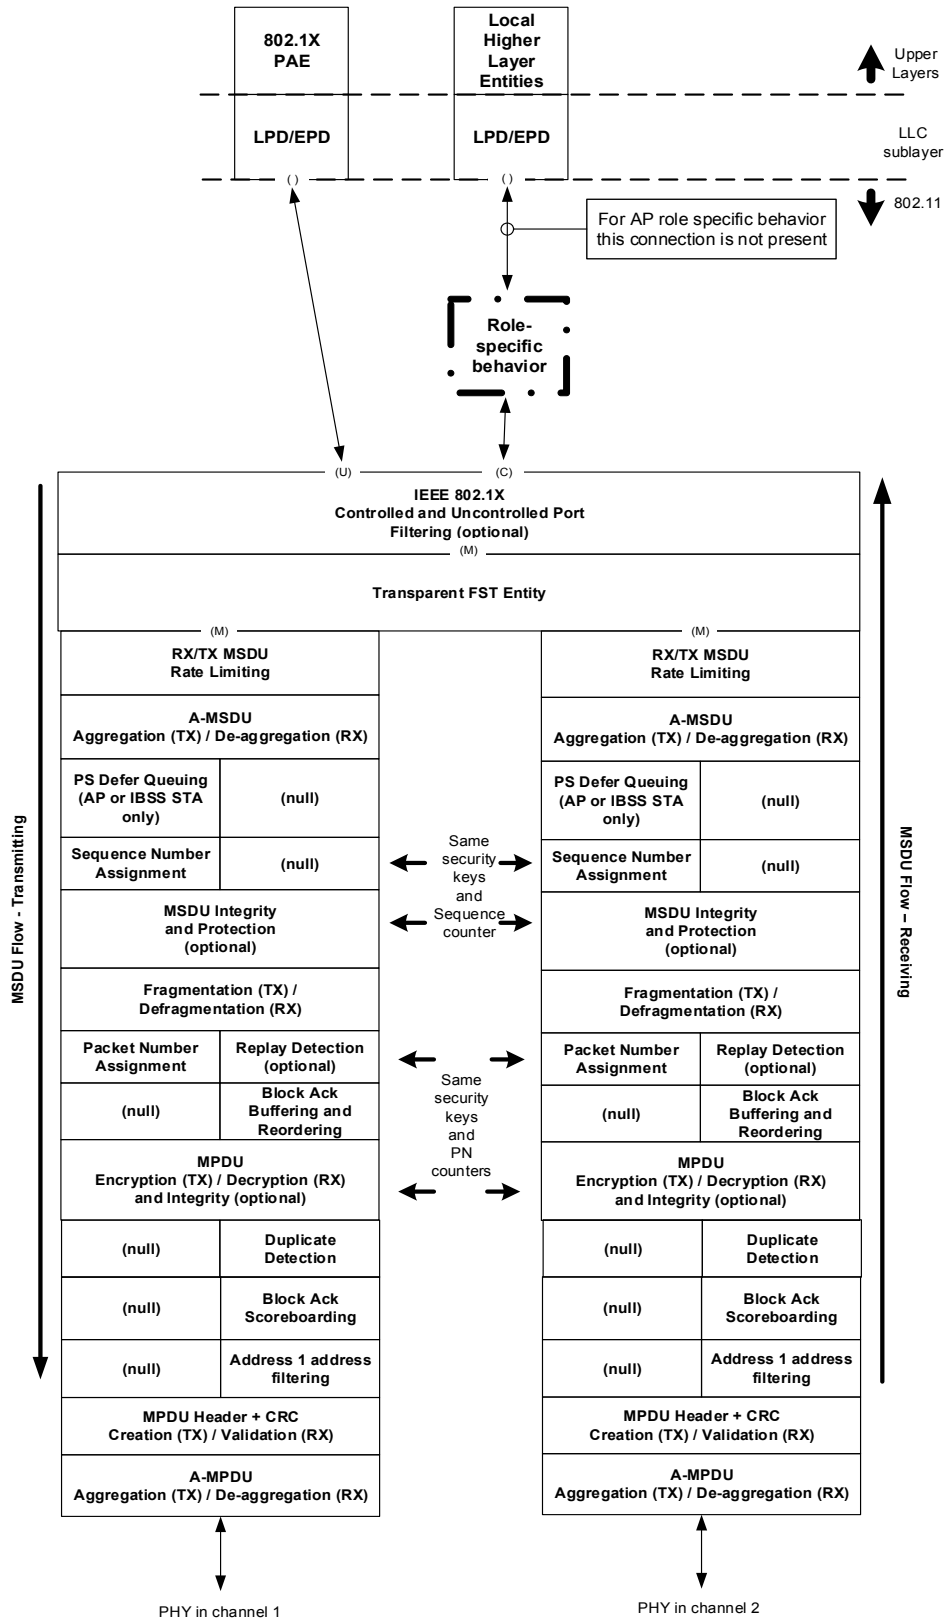 802.1X
PAE
Local
Higher
Layer
Entities
Upper
Layers
LPD/EPD
LPD/EPD
LLC
sublayer
( )
( )
802.11
For AP role specific behavior
this connection is not present
Role-
specific
behavior
(U)
(C)
IEEE 802.1X
Controlled and Uncontrolled Port
Filtering (optional)
(M)
Transparent FST Entity
(M)
(M)
MSDU Flow - Transmitting
RX/TX MSDU
Rate Limiting
A-MSDU
Aggregation (TX) / De-aggregation (RX)
PS Defer Queuing
(AP or IBSS STA
only)
(null)
Sequence Number
Assignment
(null)
MSDU Integrity
and Protection
(optional)
Fragmentation (TX) /
Defragmentation (RX)
Packet Number
Assignment
Replay Detection
(optional)
(null)
Block Ack
Buffering and
Reordering
MPDU
Encryption (TX) / Decryption (RX)
and Integrity (optional)
(null)
Duplicate
Detection
(null)
Block Ack
Scoreboarding
(null)
Address 1 address
filtering
MPDU Header + CRC
Creation (TX) / Validation (RX)
A-MPDU
Aggregation (TX) / De-aggregation (RX)
PHY in channel 1
Same
security
keys
and
Sequence
counter
Same
security
keys
and
PN
counters
RX/TX MSDU
Rate Limiting
A-MSDU
Aggregation (TX) / De-aggregation (RX)
PS Defer Queuing
(AP or IBSS STA
only)
(null)
Sequence Number
Assignment
(null)
MSDU Integrity
and Protection
(optional)
Fragmentation (TX) /
Defragmentation (RX)
Packet Number
Assignment
Replay Detection
(optional)
(null)
Block Ack
Buffering and
Reordering
MPDU
Encryption (TX) / Decryption (RX)
and Integrity (optional)
(null)
Duplicate
Detection
(null)
Block Ack
Scoreboarding
(null)
Address 1 address
filtering
MPDU Header + CRC
Creation (TX) / Validation (RX)
A-MPDU
Aggregation (TX) / De-aggregation (RX)
PHY in channel 2
MSDU Flow – Receiving